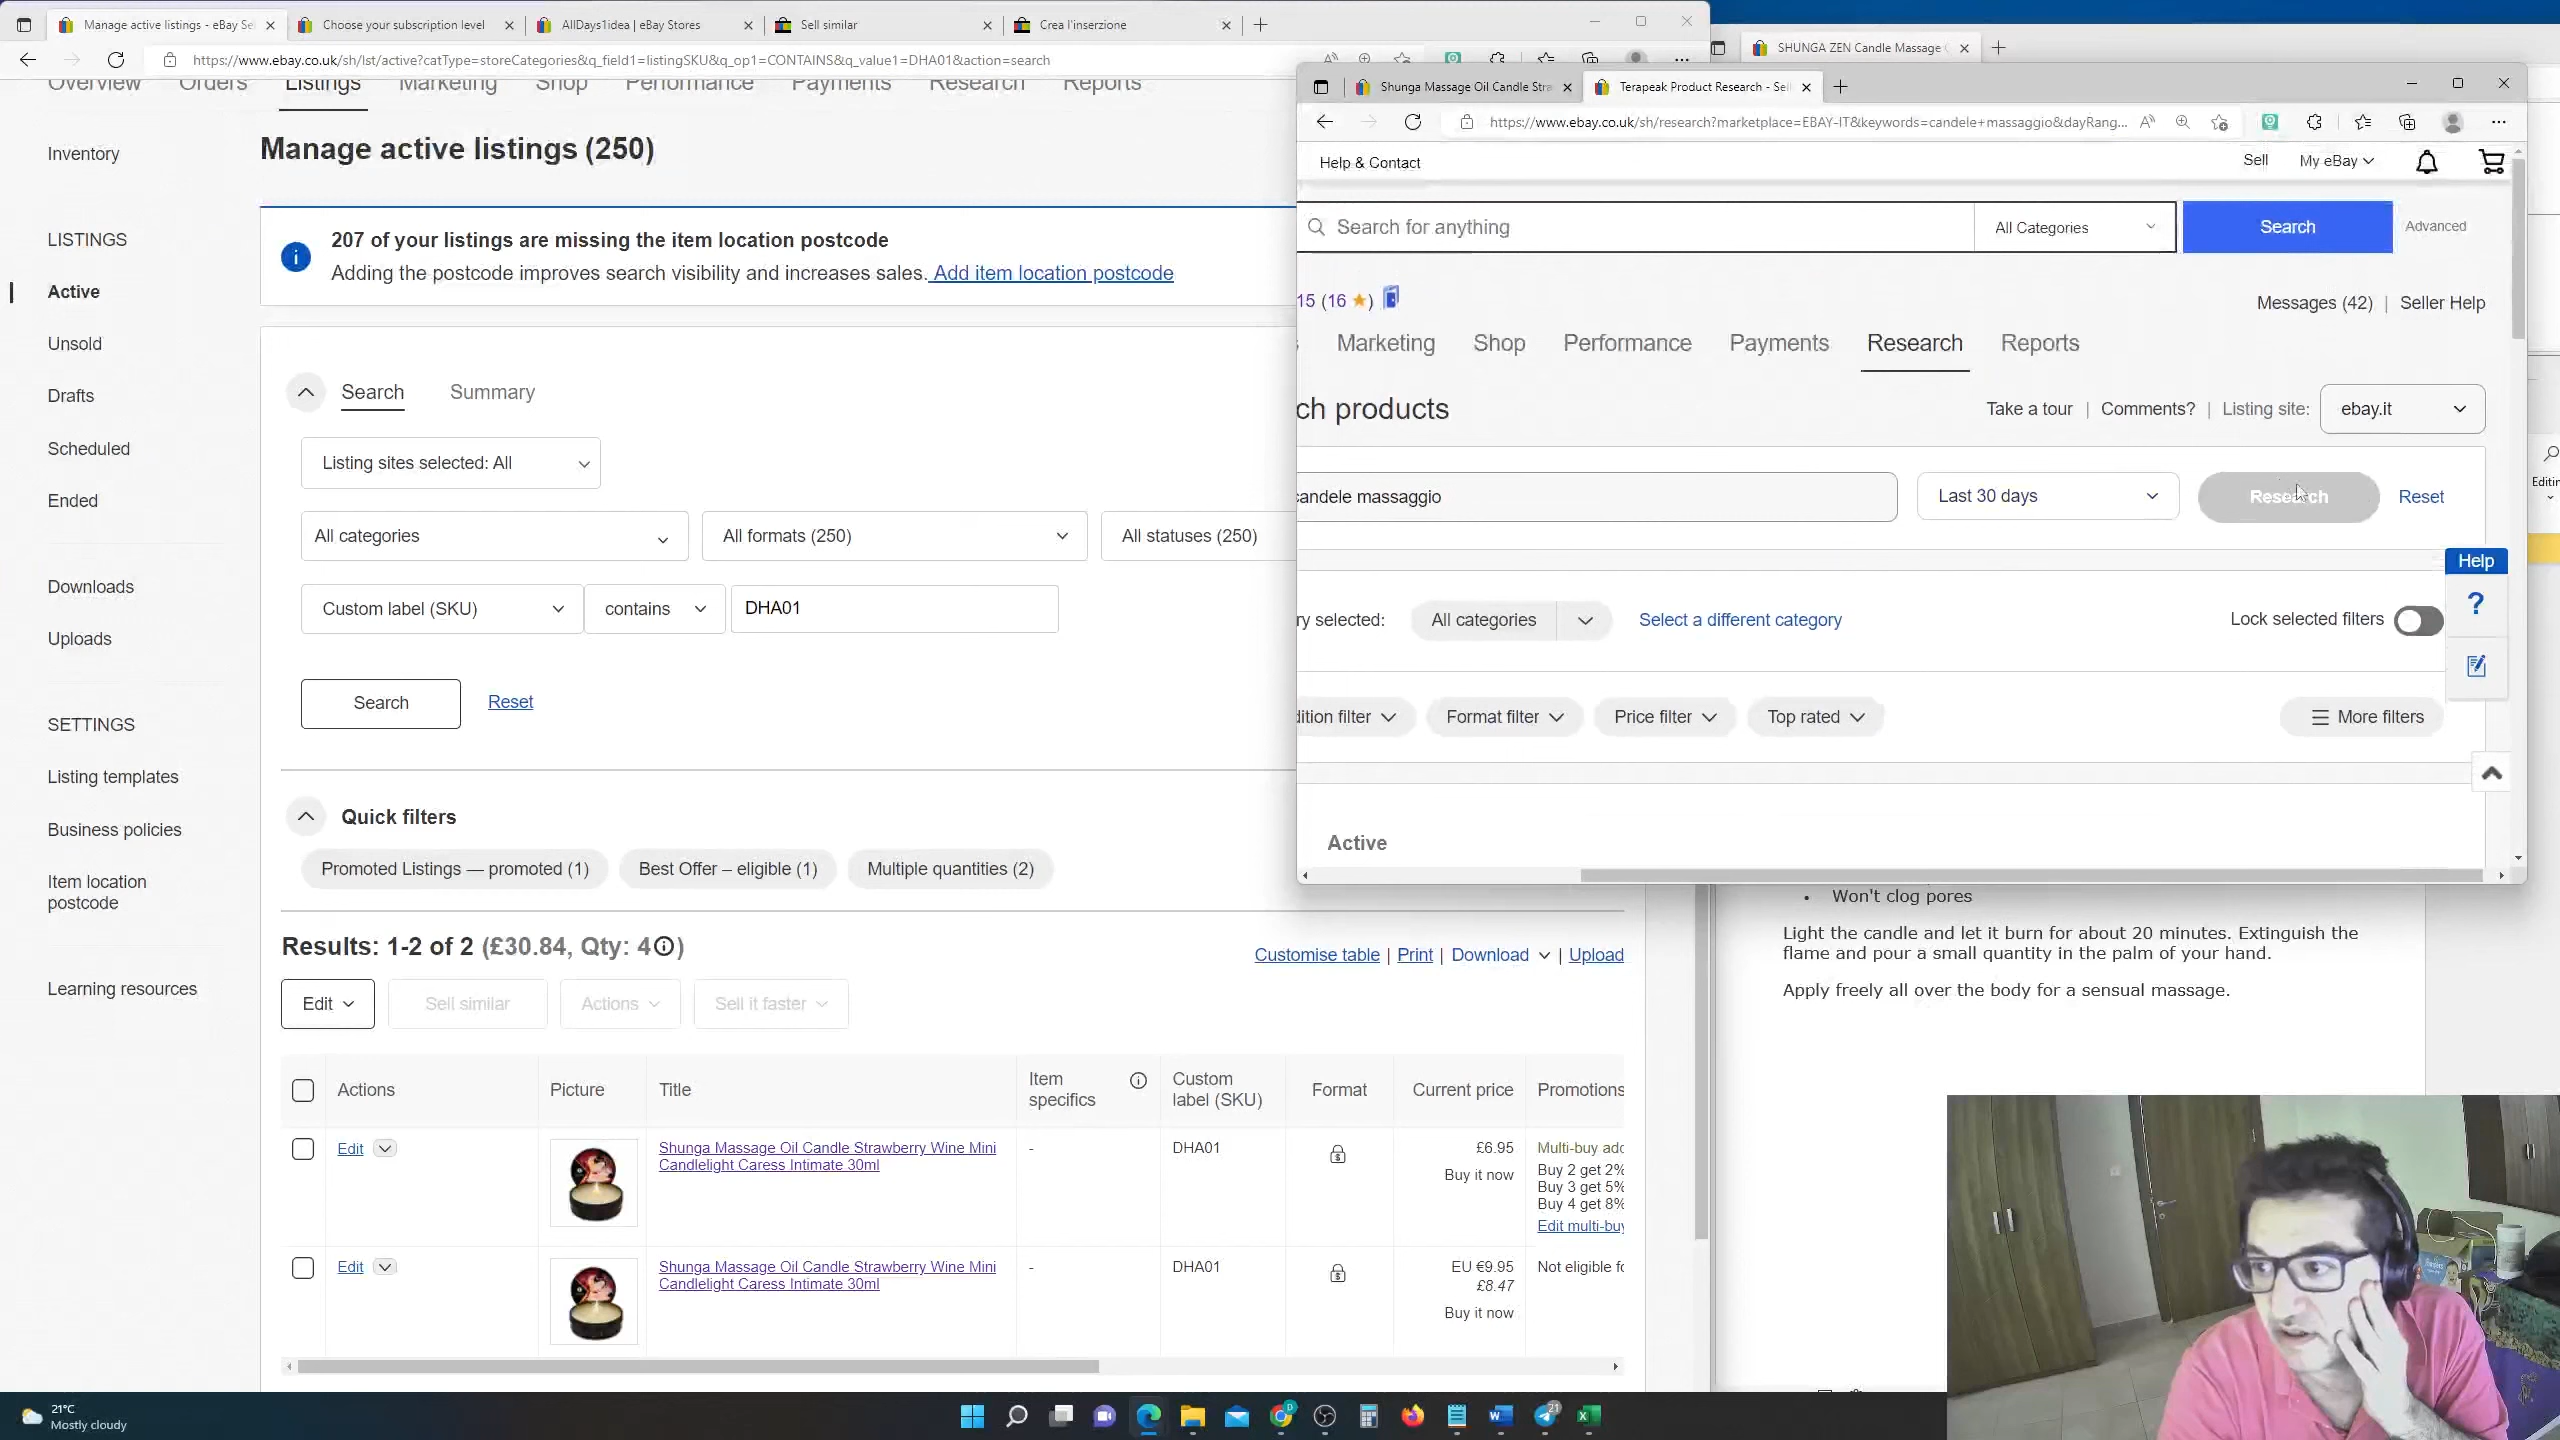 Manage active listings - eBay Se
Choose your subscription level
AllDays1idea | eBay Stores
Sell similar
Crea l'inserzione
https://www.ebay.co.uk/sh/lst/active?catType=storeCategories&q_field1=listingSKU&q_op1=CONTAINS&q_value1=DHA01&action=search
Overview Orders Listings Marketing Shop Performance Payments Research Reports
Manage active listings (250)
Inventory
LISTINGS
Active
Unsold
Drafts
Scheduled
Ended
Downloads
Uploads
SETTINGS
Listing templates
Business policies
Item location
postcode
Learning resources
207 of your listings are missing the item location postcode
Adding the postcode improves search visibility and increases sales. Add item location postcode
Search Summary
Listing sites selected: All
All categories
All formats (250)
All statuses (250)
Custom label (SKU)
contains
DHA01
Search Reset
Quick filters
Promoted Listings — promoted (1)
Best Offer – eligible (1)
Multiple quantities (2)
Results: 1-2 of 2 (£30.84, Qty: 4)
Customise table | Print | Download | Upload
Edit
Sell similar
Actions
Sell it faster
Actions Picture Title Item specifics Custom label (SKU) Format Current price Promotions
Edit
Shunga Massage Oil Candle Strawberry Wine Mini
Candlelight Caress Intimate 30ml
-
DHA01
£6.95
Buy it now
Multi-buy add
Buy 2 get 2%
Buy 3 get 5%
Buy 4 get 8%
Edit multi-buy
Edit
Shunga Massage Oil Candle Strawberry Wine Mini
Candlelight Caress Intimate 30ml
-
DHA01
EU €9.95
£8.47
Buy it now
Not eligible fo
SHUNGA ZEN Candle Massage
Shunga Massage Oil Candle Stra
Terapeak Product Research - Sel
https://www.ebay.co.uk/sh/research?marketplace=EBAY-IT&keywords=candele+massaggio&dayRang...
Help & Contact
Sell My eBay
Search for anything
All Categories
Search
Advanced
15 (16 ★)
Messages (42) | Seller Help
Marketing Shop Performance Payments Research Reports
ch products
Take a tour | Comments? | Listing site: ebay.it
candele massaggio
Last 30 days
Research
Reset
Editin
Help
ry selected: All categories
Select a different category
Lock selected filters
dition filter
Format filter
Price filter
Top rated
More filters
Active
• Won't clog pores
Light the candle and let it burn for about 20 minutes. Extinguish the
flame and pour a small quantity in the palm of your hand.
Apply freely all over the body for a sensual massage.
21°C
Mostly cloudy
21